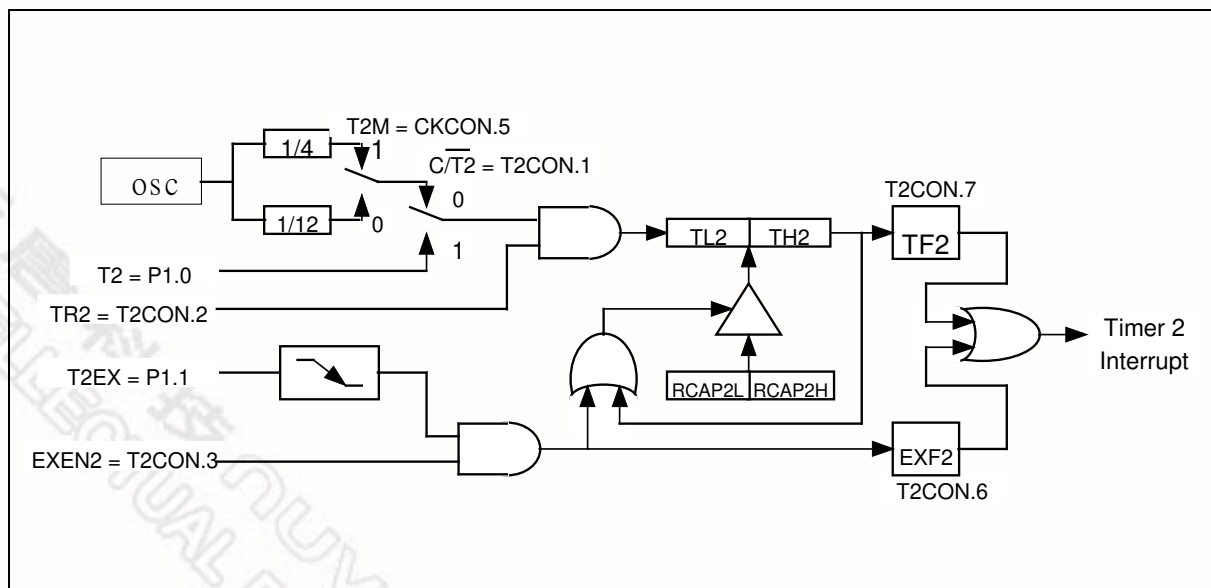 T2M = CKCON.5
1/4
1
C/T2 = T2CON.1
osc
0
T2CON.7
1/12
0
TL2 TH2
TF2
1
T2 = P1.0
TR2 = T2CON.2
Timer 2
Interrupt
T2EX = P1.1
RCAP2L RCAP2H
EXEN2 = T2CON.3
EXF2
T2CON.6